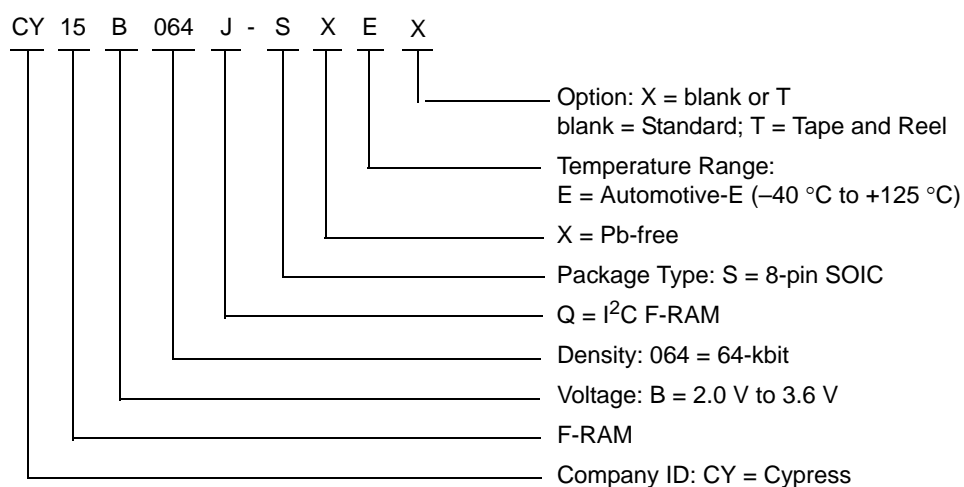 CY 15 B 064 J - S X E X
Option: X = blank or T
blank = Standard; T = Tape and Reel
Temperature Range:
E = Automotive-E (–40 °C to +125 °C)
X = Pb-free
Package Type: S = 8-pin SOIC
Q = I²C F-RAM
Density: 064 = 64-kbit
Voltage: B = 2.0 V to 3.6 V
F-RAM
Company ID: CY = Cypress